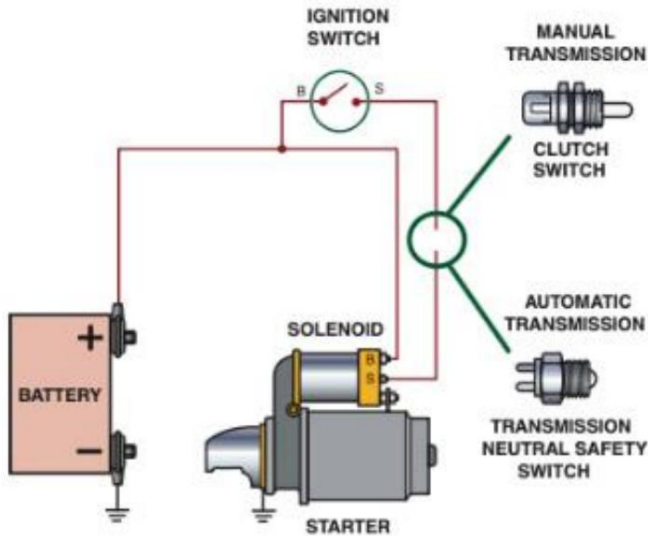 IGNITION
SWITCH
B
S
MANUAL
TRANSMISSION
CLUTCH
SWITCH
SOLENOID
AUTOMATIC
TRANSMISSION
+
B
S
BATTERY
−
TRANSMISSION
NEUTRAL SAFETY
SWITCH
STARTER